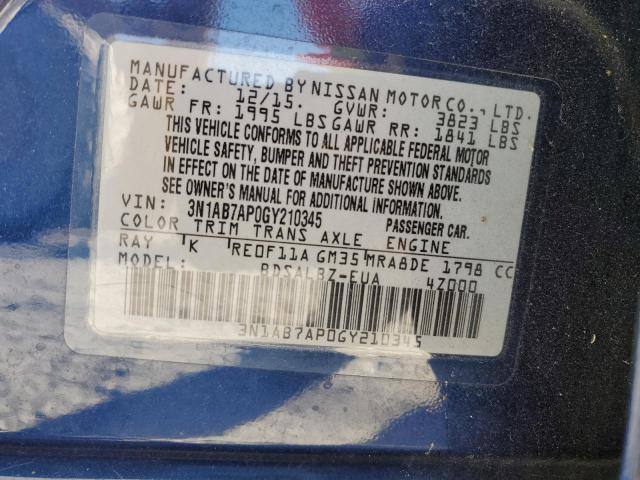 MANUFACTURED BY NISSAN MOTOR CO., LTD.
DATE: 12/15. GVWR: 3823 LBS
GAWR FR: 1995 LBS GAWR RR: 1841 LBS
THIS VEHICLE CONFORMS TO ALL APPLICABLE FEDERAL MOTOR
VEHICLE SAFETY, BUMPER AND THEFT PREVENTION STANDARDS
IN EFFECT ON THE DATE OF MANUFACTURE SHOWN ABOVE.
SEE OWNER'S MANUAL FOR ADDITIONAL INFORMATION.
VIN: 3N1AB7AP0GY210345 PASSENGER CAR.
COLOR TRIM TRANS AXLE ENGINE
RAY K RE0F11A GM35 MRA8DE 1798 CC
BDSALBZ-EUA 4Z000
3N1AB7AP0GY210345